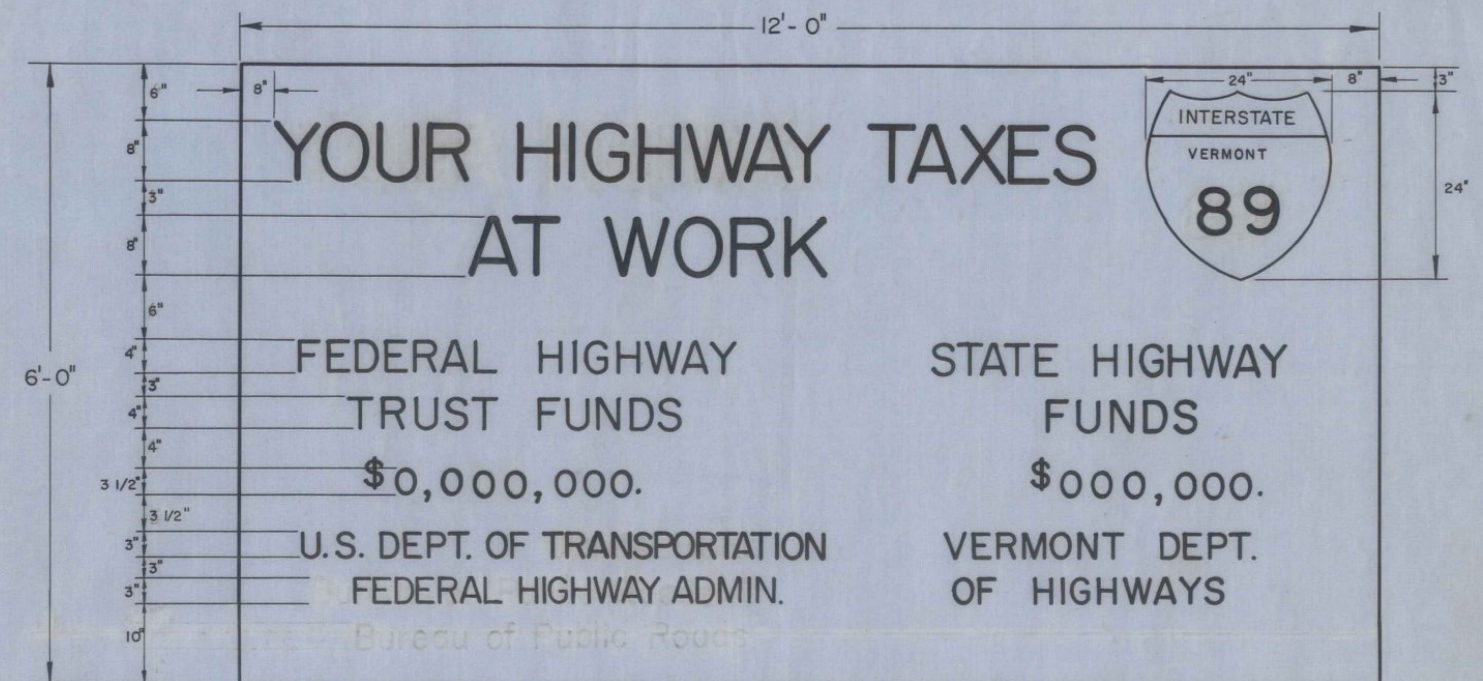 12'-0"
6" 8" 24" 8" 3"
YOUR HIGHWAY TAXES
INTERSTATE
VERMONT
89
8"
3"
24"
AT WORK
8"
6"
6'-0"
FEDERAL HIGHWAY
TRUST FUNDS
$0,000,000.
STATE HIGHWAY
FUNDS
$000,000.
4"
3"
4"
4"
3 1/2"
3 1/2"
U.S. DEPT. OF TRANSPORTATION
FEDERAL HIGHWAY ADMIN.
VERMONT DEPT.
OF HIGHWAYS
3"
3"
3"
10"
Bureau of Public Roads